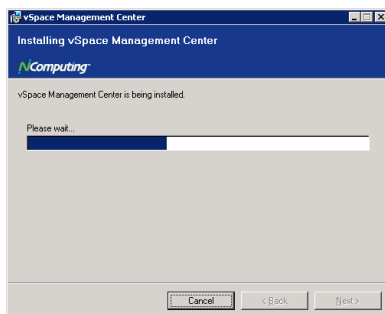 vSpace Management Center
Installing vSpace Management Center
NComputing
vSpace Management Center is being installed.
Please wait...
Cancel
< Back
Next >